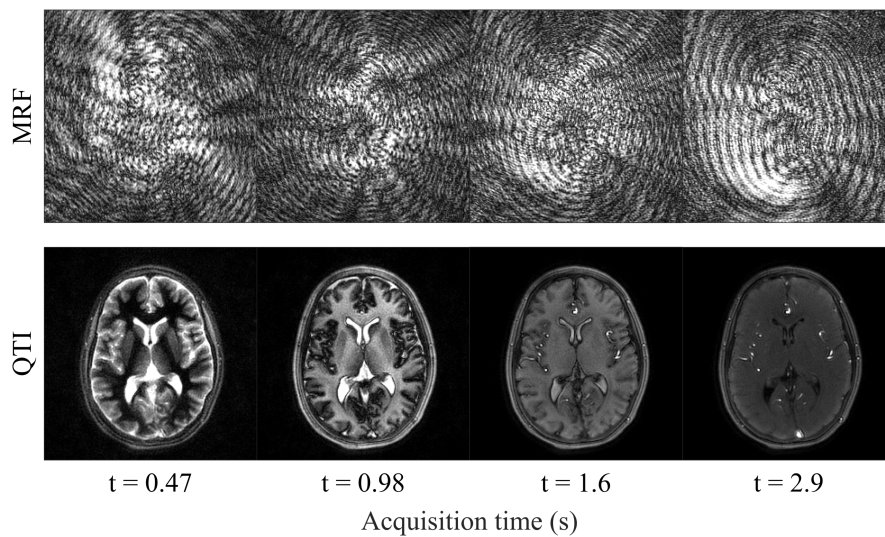 MRF
QTI
t = 0.47
t = 0.98
t = 1.6
t = 2.9
Acquisition time (s)